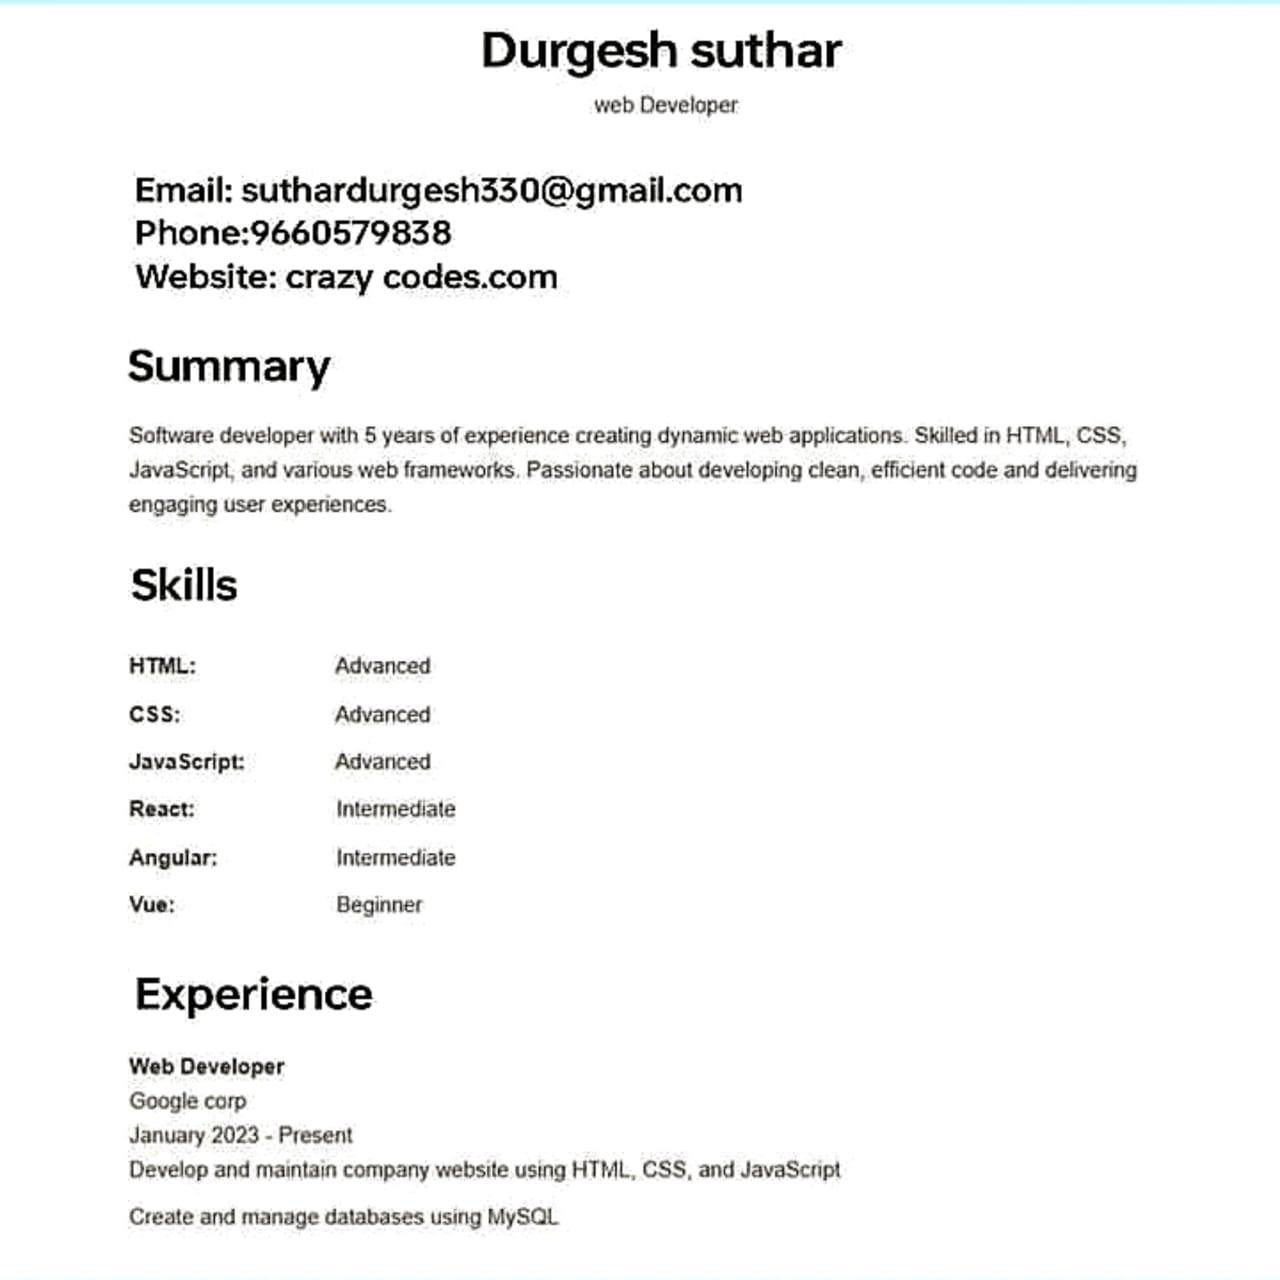 Durgesh suthar
web Developer
Email: suthardurgesh330@gmail.com
Phone:9660579838
Website: crazy codes.com
Summary
Software developer with 5 years of experience creating dynamic web applications. Skilled in HTML, CSS,
JavaScript, and various web frameworks. Passionate about developing clean, efficient code and delivering
engaging user experiences.
Skills
HTML: Advanced
CSS: Advanced
JavaScript: Advanced
React: Intermediate
Angular: Intermediate
Vue: Beginner
Experience
Web Developer
Google corp
January 2023 - Present
Develop and maintain company website using HTML, CSS, and JavaScript
Create and manage databases using MySQL